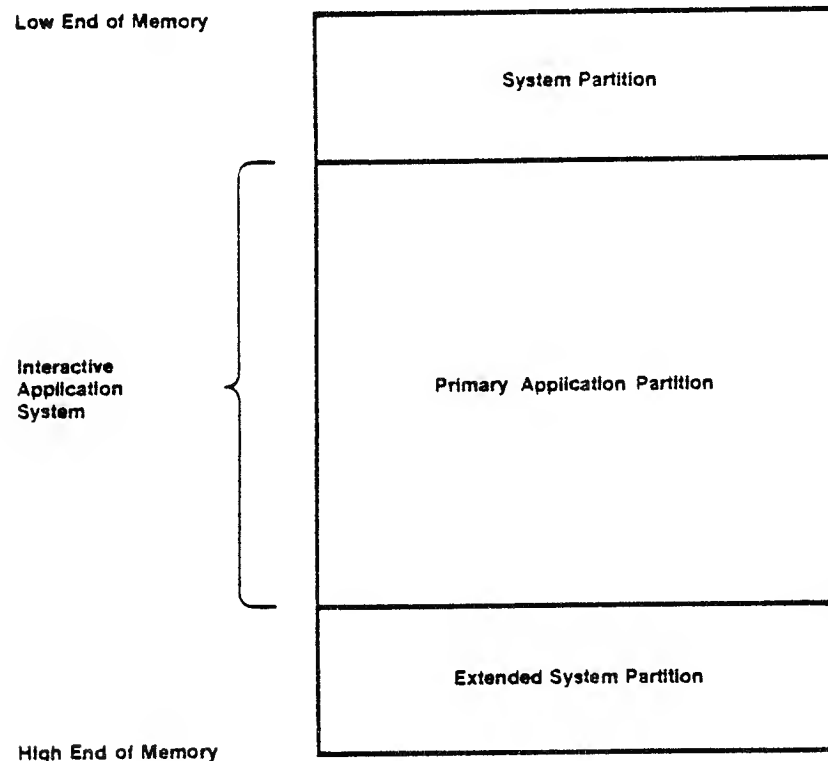 Low End of Memory
System Partition
Interactive
Application
System
Primary Application Partition
Extended System Partition
High End of Memory